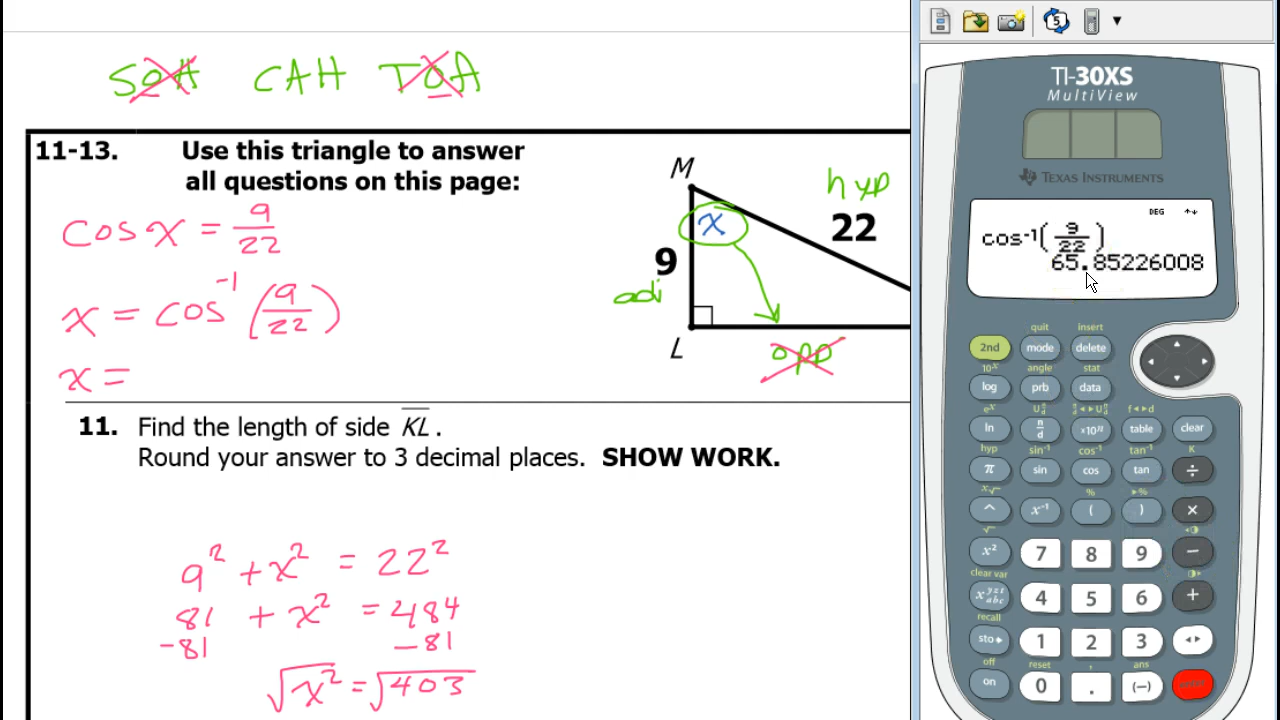 SOH CAH TOA
11-13. Use this triangle to answer
all questions on this page:
cos x = 9/22
x = cos⁻¹ (9/22)
x =
M
hyp
22
x
9
adj
L
opp
11. Find the length of side KL.
Round your answer to 3 decimal places. SHOW WORK.
9² + x² = 22²
81 + x² = 484
-81 -81
√x² = √403
5
TI-30XS
MultiView
TEXAS INSTRUMENTS
DEG
cos⁻¹(9/22)
65.85226008
quit insert
2nd mode delete
10ˣ angle stat
log prb data
eˣ f◄►d
ln n/d ×10ⁿ table clear
hyp sin⁻¹ cos⁻¹ tan⁻¹ K
π sin cos tan ÷
ˣ√ % ►%
^ x⁻¹ ( ) ×
√
x² 7 8 9 −
clear var
x yzt abc 4 5 6 +
recall
sto► 1 2 3 ◄►
off reset , ans
on 0 . (−)